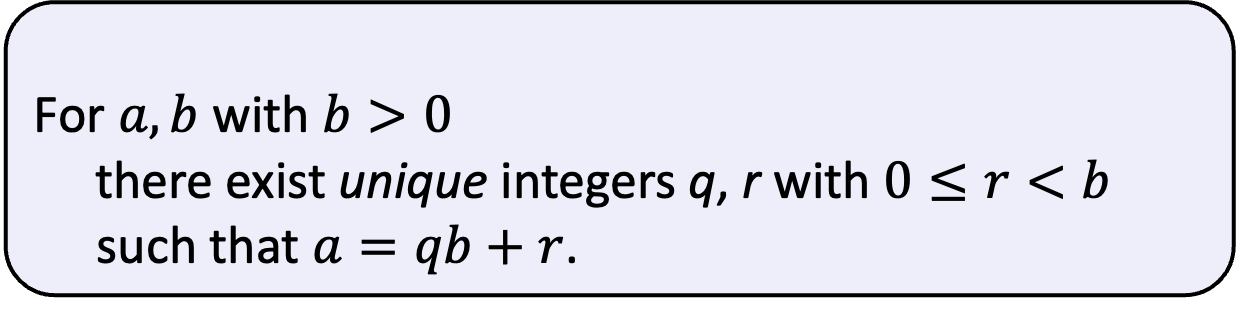 For a, b with b > 0
there exist unique integers q, r with 0 ≤ r < b
such that a = qb + r.